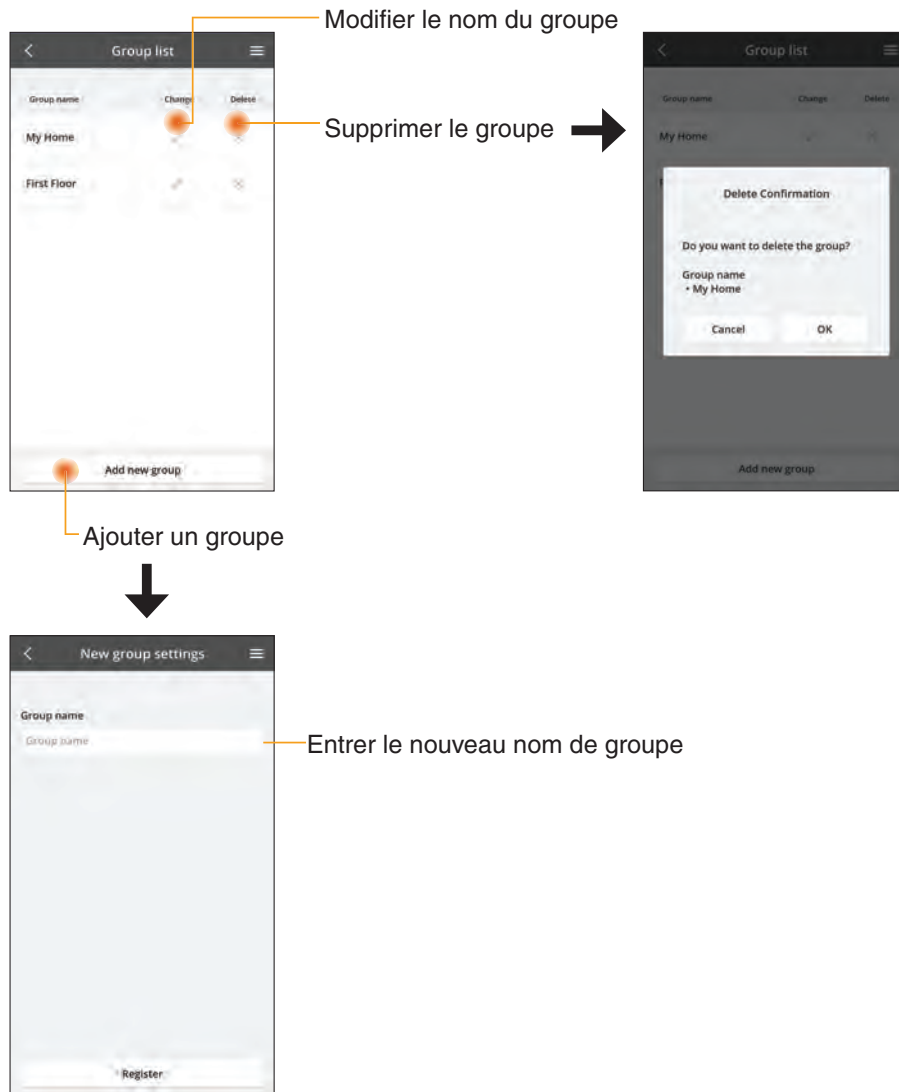 Modifier le nom du groupe
Group list
Group name Change Delete
My Home
First Floor
Add new group
Supprimer le groupe
Group list
Group name Change Delete
My Home
Delete Confirmation
Do you want to delete the group?
Group name
• My Home
Cancel OK
Add new group
Ajouter un groupe
New group settings
Group name
Group name
Entrer le nouveau nom de groupe
Register